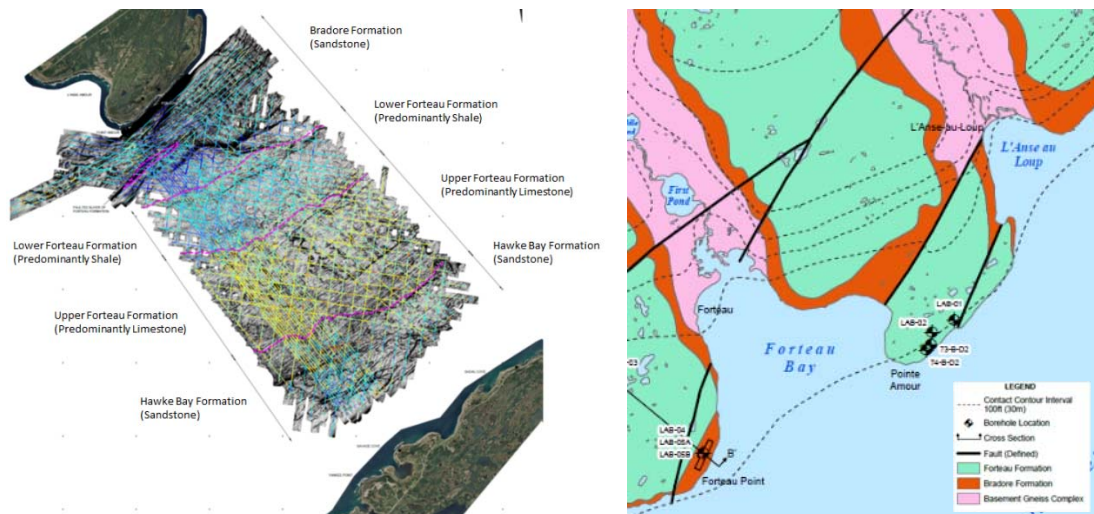 Bradore Formation
(Sandstone)
Lower Forteau Formation
(Predominantly Shale)
Upper Forteau Formation
(Predominantly Limestone)
Hawke Bay Formation
(Sandstone)
Lower Forteau Formation
(Predominantly Shale)
Upper Forteau Formation
(Predominantly Limestone)
Hawke Bay Formation
(Sandstone)
L'Anse-au-Loup
L'Anse au
Loup
First
Pond
Forteau
Forteau
Bay
LAB-01
LAB-02
T3-B-D2
T4-B-D2
Pointe
Amour
-03
LAB-04
LAB-05A
LAB-05B
B'
Forteau Point
LEGEND
Contact Contour Interval
100ft (30m)
Borehole Location
Cross Section
Fault (Defined)
Forteau Formation
Bradore Formation
Basement Gneiss Complex